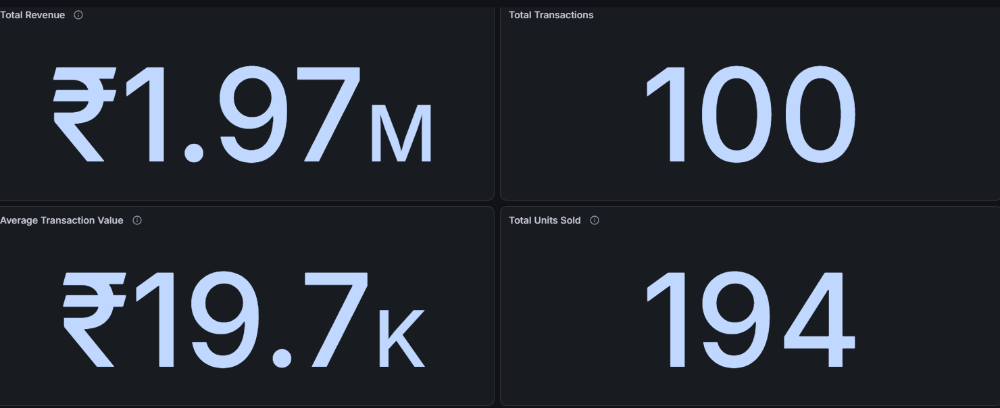 Total Revenue
₹1.97M
Total Transactions
100
Average Transaction Value
₹19.7K
Total Units Sold
194